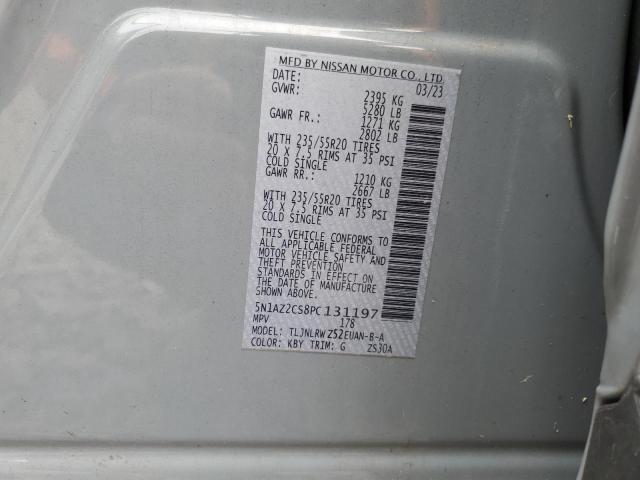 MFD BY NISSAN MOTOR CO., LTD
DATE: 03/23
GVWR: 2395 KG
5280 LB
GAWR FR.: 1271 KG
2802 LB
WITH 235/55R20 TIRES
20 X 7.5 RIMS AT 35 PSI
COLD SINGLE
GAWR RR.: 1210 KG
2667 LB
WITH 235/55R20 TIRES
20 X 7.5 RIMS AT 35 PSI
COLD SINGLE
THIS VEHICLE CONFORMS TO
ALL APPLICABLE FEDERAL
MOTOR VEHICLE SAFETY AND
THEFT PREVENTION
STANDARDS IN EFFECT ON
THE DATE OF MANUFACTURE
SHOWN ABOVE.
5N1AZ2CS8PC131197
MPV 178
MODEL: TLJNLRWZS2EUAN-B-A
COLOR: KBY TRIM: G ZS30A